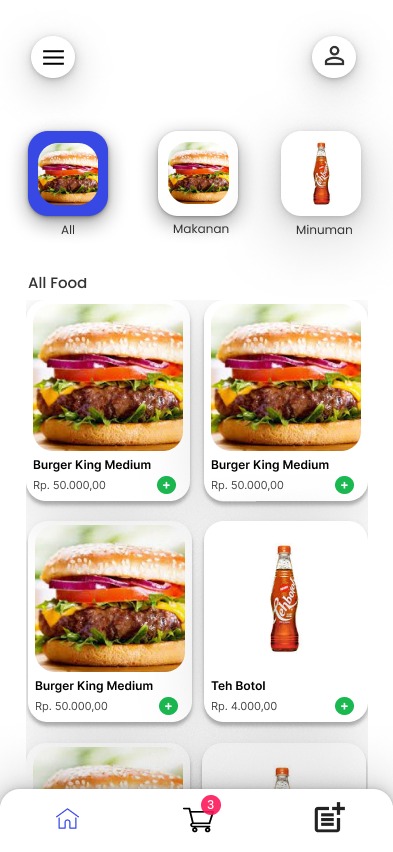 All
Makanan
Minuman
All Food
Burger King Medium
Rp. 50.000,00
Burger King Medium
Rp. 50.000,00
Burger King Medium
Rp. 50.000,00
Tehbotol
Teh Botol
Rp. 4.000,00
3